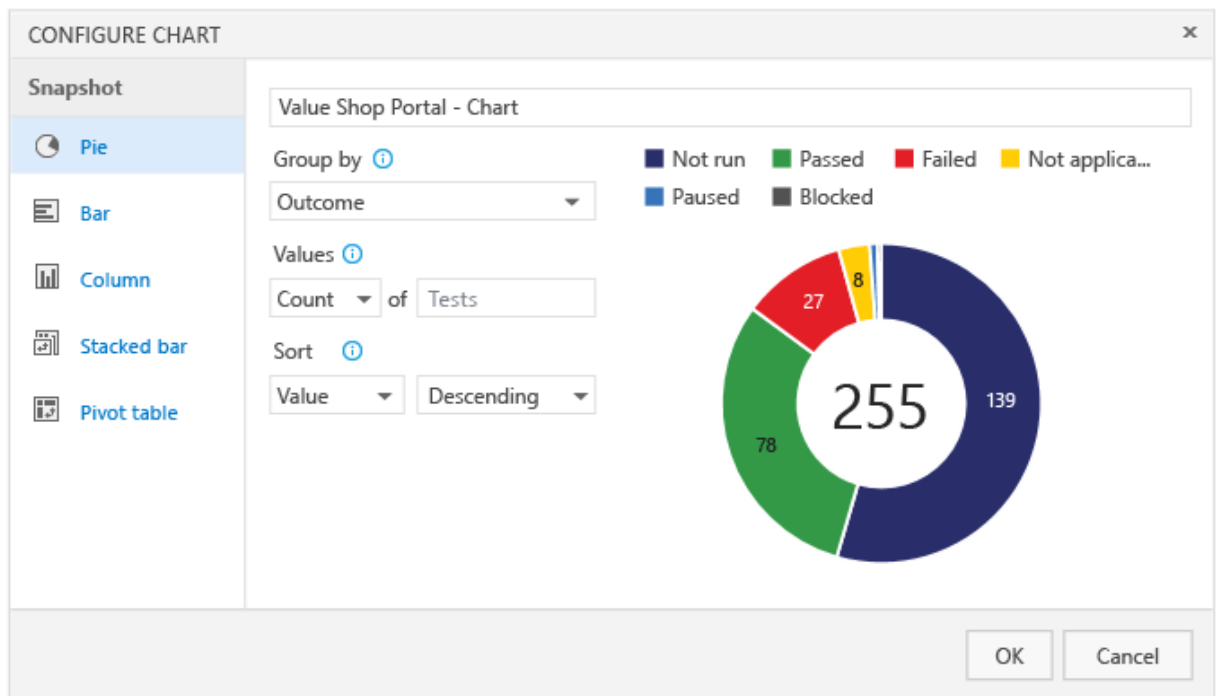 CONFIGURE CHART
Snapshot
Pie
Bar
Column
Stacked bar
Pivot table
Value Shop Portal - Chart
Group by
Outcome
Values
Count of Tests
Sort
Value Descending
Not run Passed Failed Not applica...
Paused Blocked
8
27
139
255
78
OK Cancel